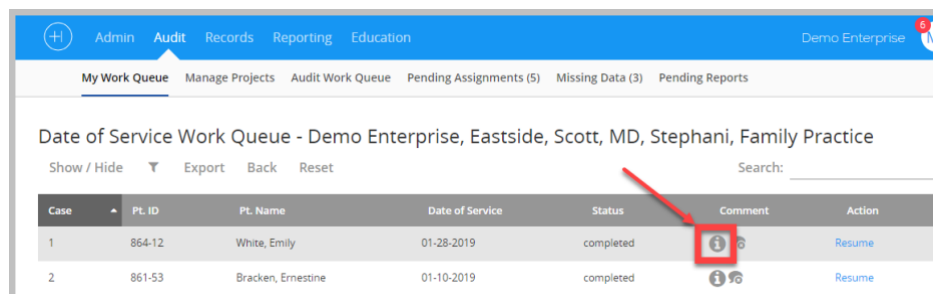 Admin Audit Records Reporting Education Demo Enterprise 6
My Work Queue Manage Projects Audit Work Queue Pending Assignments (5) Missing Data (3) Pending Reports
Date of Service Work Queue - Demo Enterprise, Eastside, Scott, MD, Stephani, Family Practice
Show / Hide Export Back Reset Search:
Case Pt. ID Pt. Name Date of Service Status Comment Action
1 864-12 White, Emily 01-28-2019 completed Resume
2 861-53 Bracken, Ernestine 01-10-2019 completed Resume